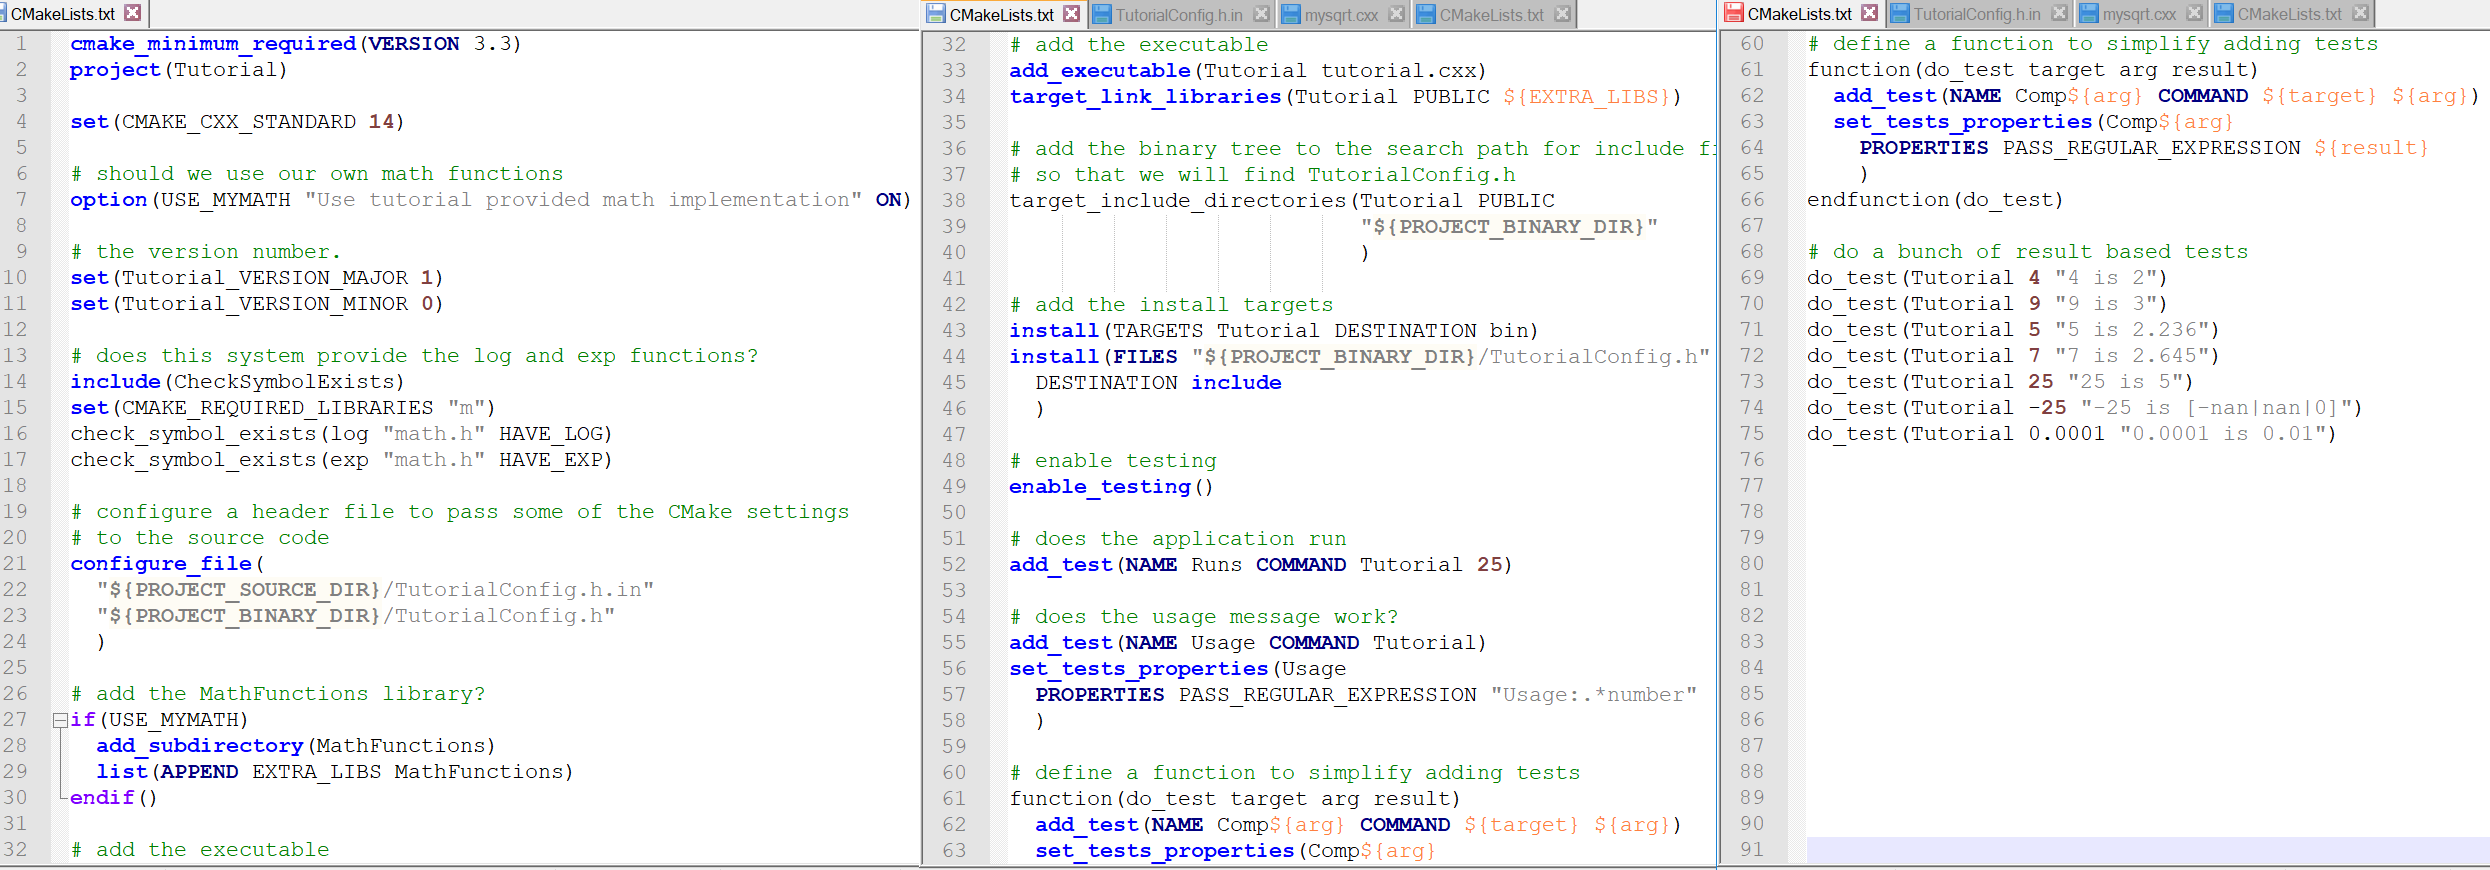 CMakeLists.txt
1 cmake_minimum_required(VERSION 3.3)
2 project(Tutorial)
3
4 set(CMAKE_CXX_STANDARD 14)
5
6 # should we use our own math functions
7 option(USE_MYMATH "Use tutorial provided math implementation" ON)
8
9 # the version number.
10 set(Tutorial_VERSION_MAJOR 1)
11 set(Tutorial_VERSION_MINOR 0)
12
13 # does this system provide the log and exp functions?
14 include(CheckSymbolExists)
15 set(CMAKE_REQUIRED_LIBRARIES "m")
16 check_symbol_exists(log "math.h" HAVE_LOG)
17 check_symbol_exists(exp "math.h" HAVE_EXP)
18
19 # configure a header file to pass some of the CMake settings
20 # to the source code
21 configure_file(
22 "${PROJECT_SOURCE_DIR}/TutorialConfig.h.in"
23 "${PROJECT_BINARY_DIR}/TutorialConfig.h"
24 )
25
26 # add the MathFunctions library?
27 if(USE_MYMATH)
28 add_subdirectory(MathFunctions)
29 list(APPEND EXTRA_LIBS MathFunctions)
30 endif()
31
32 # add the executable
CMakeLists.txt TutorialConfig.h.in mysqrt.cxx CMakeLists.txt
32 # add the executable
33 add_executable(Tutorial tutorial.cxx)
34 target_link_libraries(Tutorial PUBLIC ${EXTRA_LIBS})
35
36 # add the binary tree to the search path for include
37 # so that we will find TutorialConfig.h
38 target_include_directories(Tutorial PUBLIC
39 "${PROJECT_BINARY_DIR}"
40 )
41
42 # add the install targets
43 install(TARGETS Tutorial DESTINATION bin)
44 install(FILES "${PROJECT_BINARY_DIR}/TutorialConfig.h"
45 DESTINATION include
46 )
47
48 # enable testing
49 enable_testing()
50
51 # does the application run
52 add_test(NAME Runs COMMAND Tutorial 25)
53
54 # does the usage message work?
55 add_test(NAME Usage COMMAND Tutorial)
56 set_tests_properties(Usage
57 PROPERTIES PASS_REGULAR_EXPRESSION "Usage:.*number"
58 )
59
60 # define a function to simplify adding tests
61 function(do_test target arg result)
62 add_test(NAME Comp${arg} COMMAND ${target} ${arg})
63 set_tests_properties(Comp${arg}
CMakeLists.txt TutorialConfig.h.in mysqrt.cxx CMakeLists.txt
60 # define a function to simplify adding tests
61 function(do_test target arg result)
62 add_test(NAME Comp${arg} COMMAND ${target} ${arg})
63 set_tests_properties(Comp${arg}
64 PROPERTIES PASS_REGULAR_EXPRESSION ${result}
65 )
66 endfunction(do_test)
67
68 # do a bunch of result based tests
69 do_test(Tutorial 4 "4 is 2")
70 do_test(Tutorial 9 "9 is 3")
71 do_test(Tutorial 5 "5 is 2.236")
72 do_test(Tutorial 7 "7 is 2.645")
73 do_test(Tutorial 25 "25 is 5")
74 do_test(Tutorial -25 "-25 is [-nan|nan|0]")
75 do_test(Tutorial 0.0001 "0.0001 is 0.01")
76
77
78
79
80
81
82
83
84
85
86
87
88
89
90
91